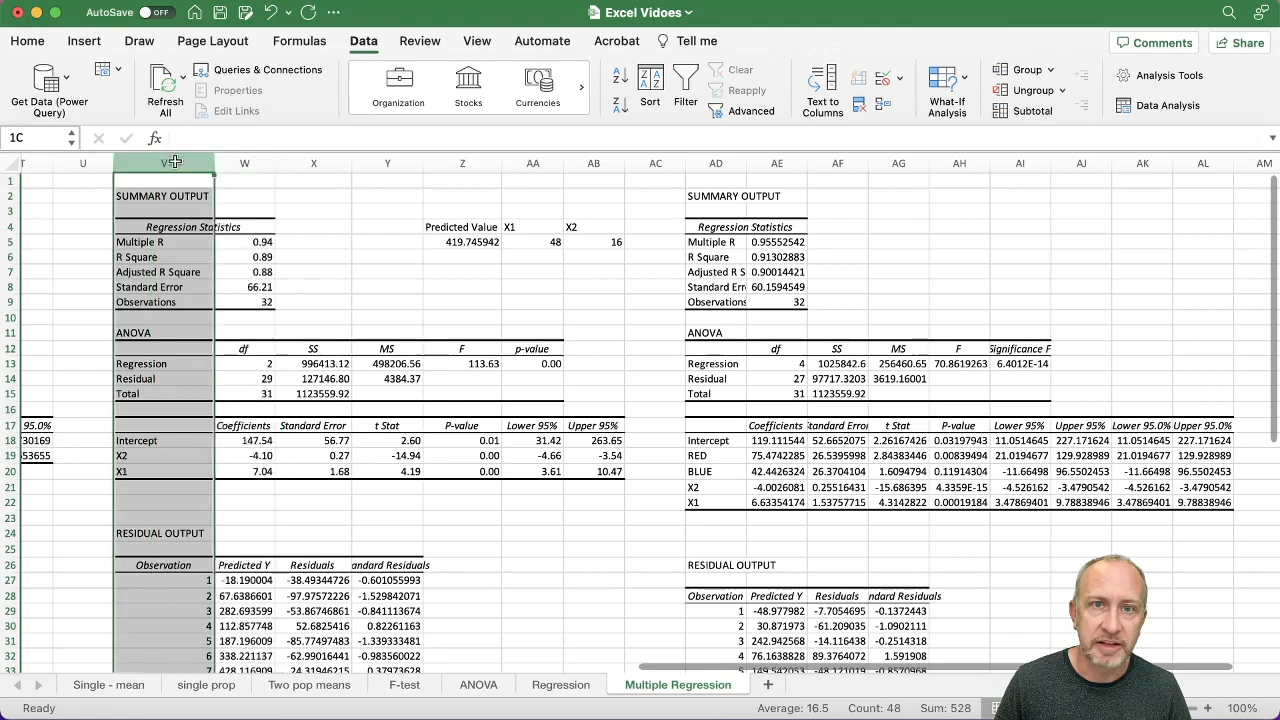 AutoSave OFF
Excel Vidoes
Home Insert Draw Page Layout Formulas Data Review View Automate Acrobat Tell me
Comments Share
Get Data (Power Query)
Refresh All
Queries & Connections
Properties
Edit Links
Organization Stocks Currencies
Sort
Filter
Clear
Reapply
Advanced
Text to Columns
What-If Analysis
Group
Ungroup
Subtotal
Analysis Tools
Data Analysis
1C fx
T U V W X Y Z AA AB AC AD AE AF AG AH AI AJ AK AL AM
1
2 SUMMARY OUTPUT SUMMARY OUTPUT
3
4 Regression Statistics Predicted Value X1 X2 Regression Statistics
5 Multiple R 0.94 419.745942 48 16 Multiple R 0.95552542
6 R Square 0.89 R Square 0.91302883
7 Adjusted R Square 0.88 Adjusted R S 0.90014421
8 Standard Error 66.21 Standard Err 60.1594549
9 Observations 32 Observations 32
10
11 ANOVA ANOVA
12 df SS MS F p-value df SS MS F Significance F
13 Regression 2 996413.12 498206.56 113.63 0.00 Regression 4 1025842.6 256460.65 70.8619263 6.4012E-14
14 Residual 29 127146.80 4384.37 Residual 27 97717.3203 3619.16001
15 Total 31 1123559.92 Total 31 1123559.92
16
17 95.0% Coefficients Standard Error t Stat P-value Lower 95% Upper 95% Coefficients Standard Error t Stat P-value Lower 95% Upper 95% Lower 95.0% Upper 95.0%
18 30169 Intercept 147.54 56.77 2.60 0.01 31.42 263.65 Intercept 119.111544 52.6652075 2.26167426 0.03197943 11.0514645 227.171624 11.0514645 227.171624
19 53655 X2 -4.10 0.27 -14.94 0.00 -4.66 -3.54 RED 75.4742285 26.5395998 2.84383446 0.00839494 21.0194677 129.928989 21.0194677 129.928989
20 X1 7.04 1.68 4.19 0.00 3.61 10.47 BLUE 42.4426324 26.3704104 1.6094794 0.11914304 -11.66498 96.5502453 -11.66498 96.5502453
21 X2 -4.0026081 0.25516431 -15.686395 4.3359E-15 -4.526162 -3.4790542 -4.526162 -3.4790542
22 X1 6.63354174 1.53757715 4.3142822 0.00019184 3.47869401 9.78838946 3.47869401 9.78838946
23
24 RESIDUAL OUTPUT
25
26 Observation Predicted Y Residuals andard Residuals RESIDUAL OUTPUT
27 1 -18.190004 -38.49344726 -0.601055993
28 2 67.6386601 -97.97572226 -1.529842071 Observation Predicted Y Residuals ndard Residuals
29 3 282.693599 -53.86746861 -0.841113674 1 -48.977982 -7.7054695 -0.1372443
30 4 112.857748 52.6825416 0.82261163 2 30.871973 -61.209035 -1.0902111
31 5 187.196009 -85.77497483 -1.339333481 3 242.942568 -14.116438 -0.2514318
32 6 338.221137 -62.99016441 -0.983560022 4 76.1638828 89.3764072 1.591908
33 7 428.116909 24.31946215 0.37973628 5 149.542053 -48.121019 -0.8570968
Single - mean single prop Two pop means F-test ANOVA Regression Multiple Regression
Ready Average: 16.5 Count: 48 Sum: 528 100%